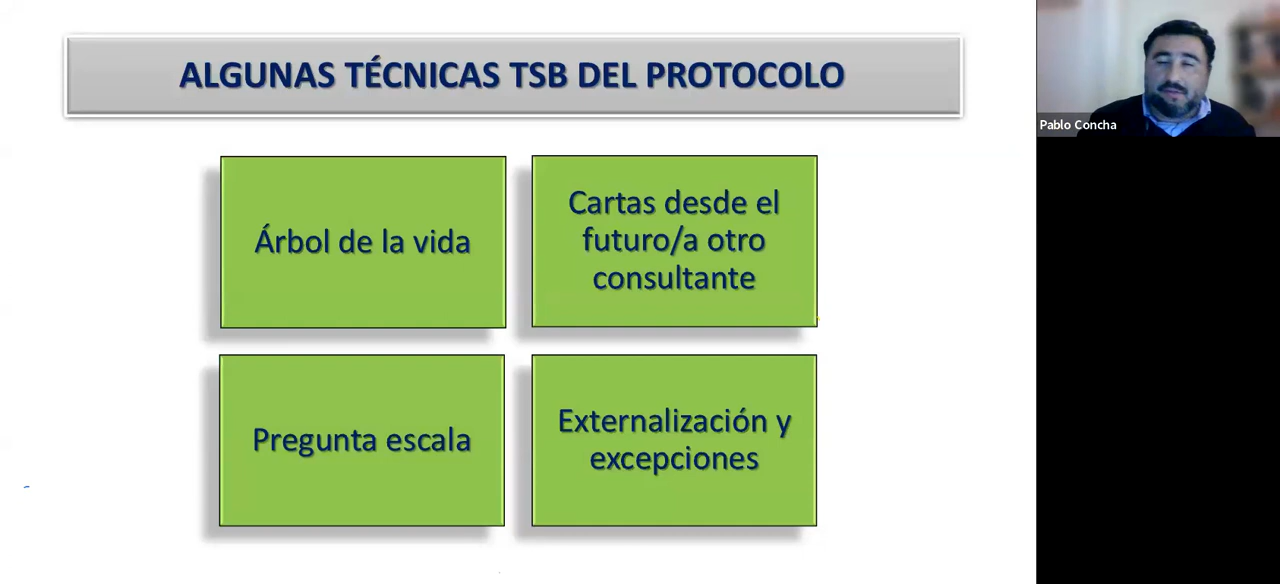 ALGUNAS TÉCNICAS TSB DEL PROTOCOLO
Pablo Concha
Árbol de la vida
Cartas desde el
futuro/a otro
consultante
Pregunta escala
Externalización y
excepciones